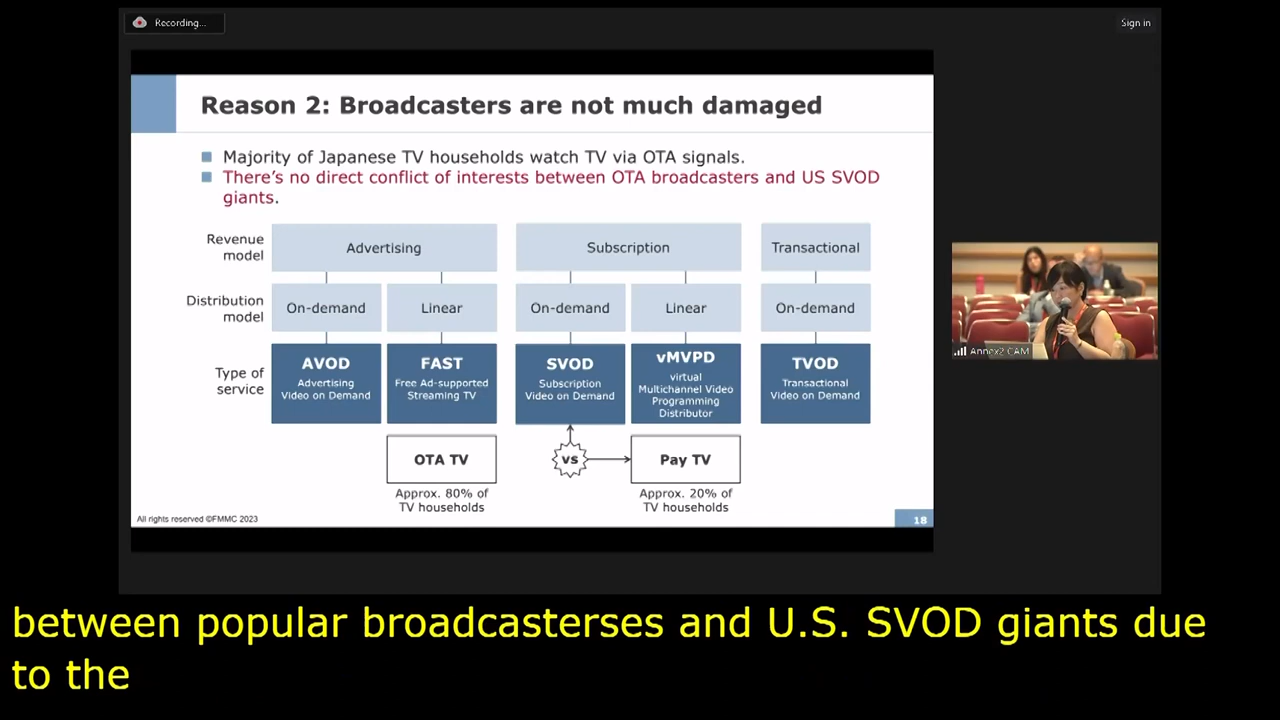 Recording...
Sign in
Reason 2: Broadcasters are not much damaged
Majority of Japanese TV households watch TV via OTA signals.
There's no direct conflict of interests between OTA broadcasters and US SVOD
giants.
Revenue
model
Advertising
Subscription
Transactional
Distribution
model
On-demand
Linear
On-demand
Linear
On-demand
Type of
service
AVOD
Advertising
Video on Demand
FAST
Free Ad-supported
Streaming TV
SVOD
Subscription
Video on Demand
vMVPD
virtual
Multichannel Video
Programming
Distributor
TVOD
Transactional
Video on Demand
OTA TV
vs
Pay TV
Approx. 80% of
TV households
Approx. 20% of
TV households
All rights reserved ©FMMC 2023
18
Annex2 CAM
between popular broadcasterses and U.S. SVOD giants due
to the